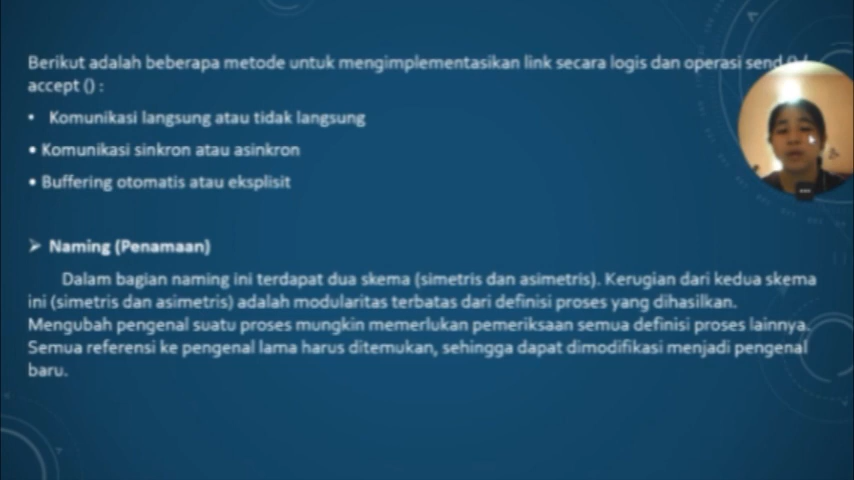 Berikut adalah beberapa metode untuk mengimplementasikan link secara logis dan operasi send () /
accept () :
• Komunikasi langsung atau tidak langsung
• Komunikasi sinkron atau asinkron
• Buffering otomatis atau eksplisit
➢ Naming (Penamaan)
Dalam bagian naming ini terdapat dua skema (simetris dan asimetris). Kerugian dari kedua skema
ini (simetris dan asimetris) adalah modularitas terbatas dari definisi proses yang dihasilkan.
Mengubah pengenal suatu proses mungkin memerlukan pemeriksaan semua definisi proses lainnya.
Semua referensi ke pengenal lama harus ditemukan, sehingga dapat dimodifikasi menjadi pengenal
baru.